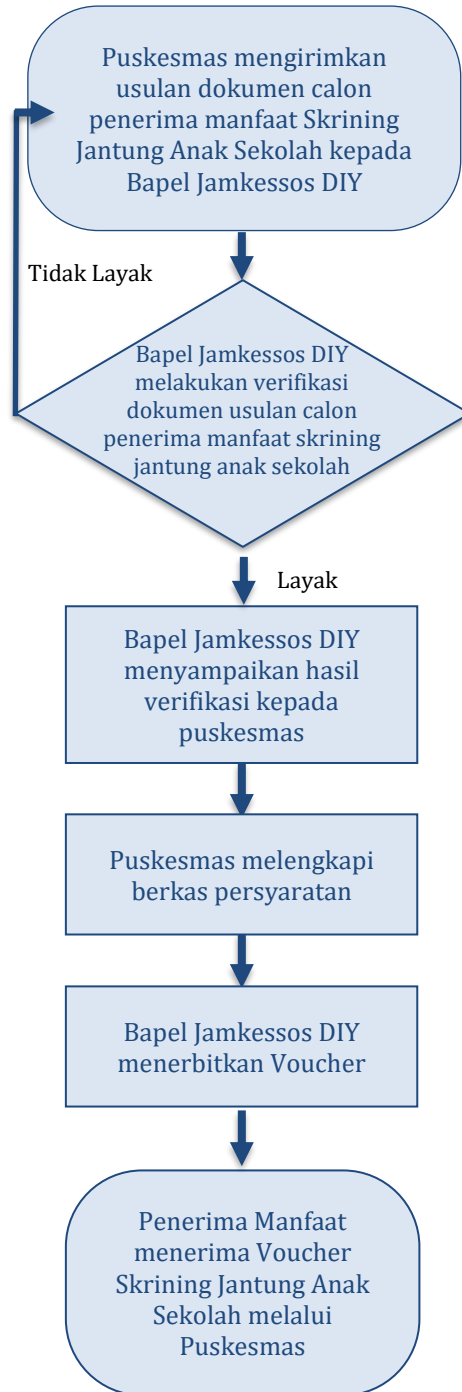 Puskesmas mengirimkan
usulan dokumen calon
penerima manfaat Skrining
Jantung Anak Sekolah kepada
Bapel Jamkessos DIY
Tidak Layak
Bapel Jamkessos DIY
melakukan verifikasi
dokumen usulan calon
penerima manfaat skrining
jantung anak sekolah
Layak
Bapel Jamkessos DIY
menyampaikan hasil
verifikasi kepada
puskesmas
Puskesmas melengkapi
berkas persyaratan
Bapel Jamkessos DIY
menerbitkan Voucher
Penerima Manfaat
menerima Voucher
Skrining Jantung Anak
Sekolah melalui
Puskesmas